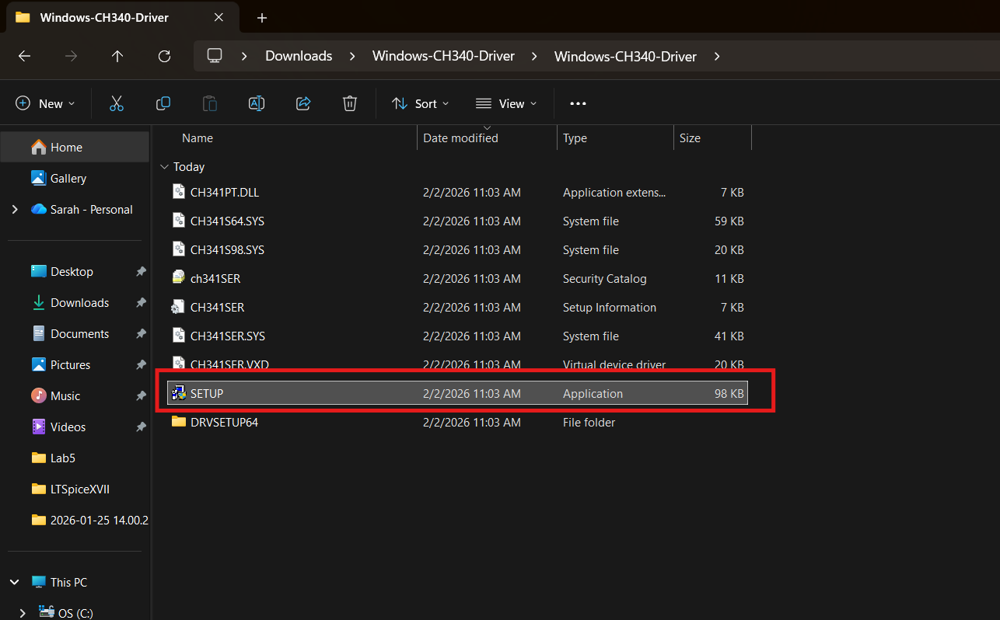 Windows-CH340-Driver
Downloads > Windows-CH340-Driver > Windows-CH340-Driver >
New Sort View
Name Date modified Type Size
Home
Gallery
Sarah - Personal
Desktop
Downloads
Documents
Pictures
Music
Videos
Lab5
LTSpiceXVII
2026-01-25 14.00.2
This PC
OS (C:)
Today
CH341PT.DLL 2/2/2026 11:03 AM Application extens... 7 KB
CH341S64.SYS 2/2/2026 11:03 AM System file 59 KB
CH341S98.SYS 2/2/2026 11:03 AM System file 20 KB
ch341SER 2/2/2026 11:03 AM Security Catalog 11 KB
CH341SER 2/2/2026 11:03 AM Setup Information 7 KB
CH341SER.SYS 2/2/2026 11:03 AM System file 41 KB
CH341SER.VXD 2/2/2026 11:03 AM Virtual device driver 20 KB
SETUP 2/2/2026 11:03 AM Application 98 KB
DRVSETUP64 2/2/2026 11:03 AM File folder